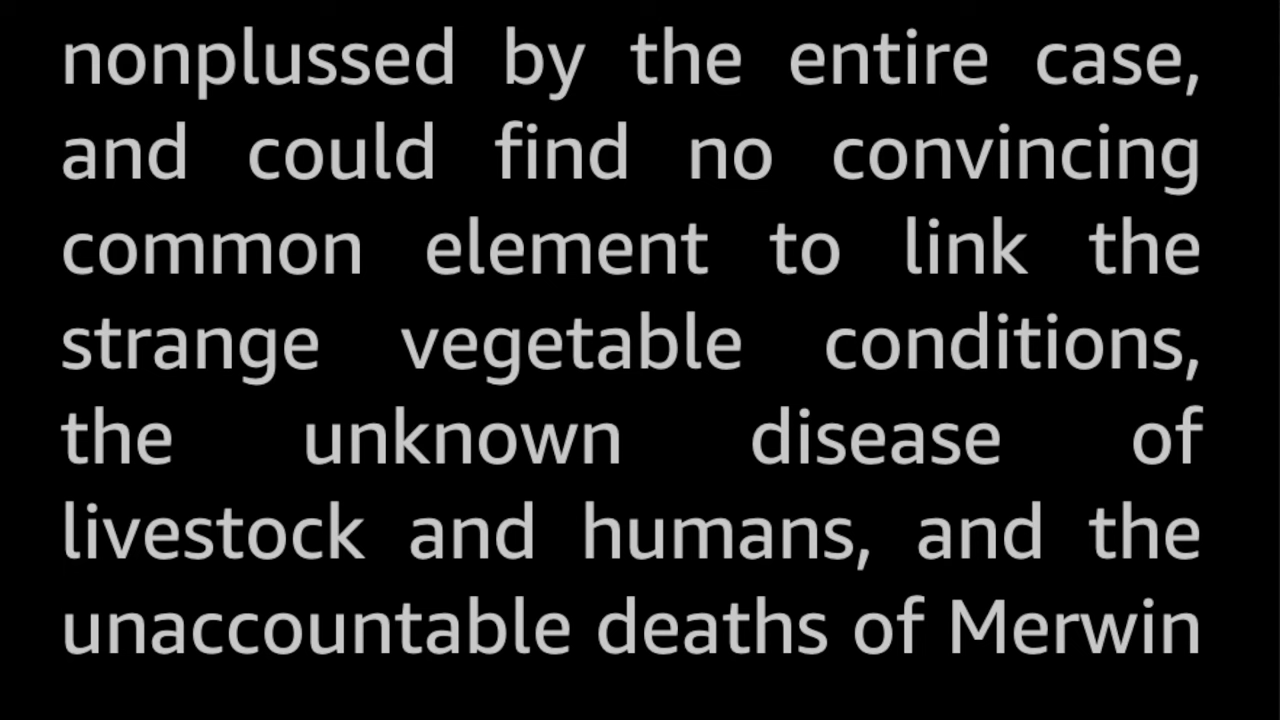 nonplussed by the entire case,
and could find no convincing
common element to link the
strange vegetable conditions,
the unknown disease of
livestock and humans, and the
unaccountable deaths of Merwin